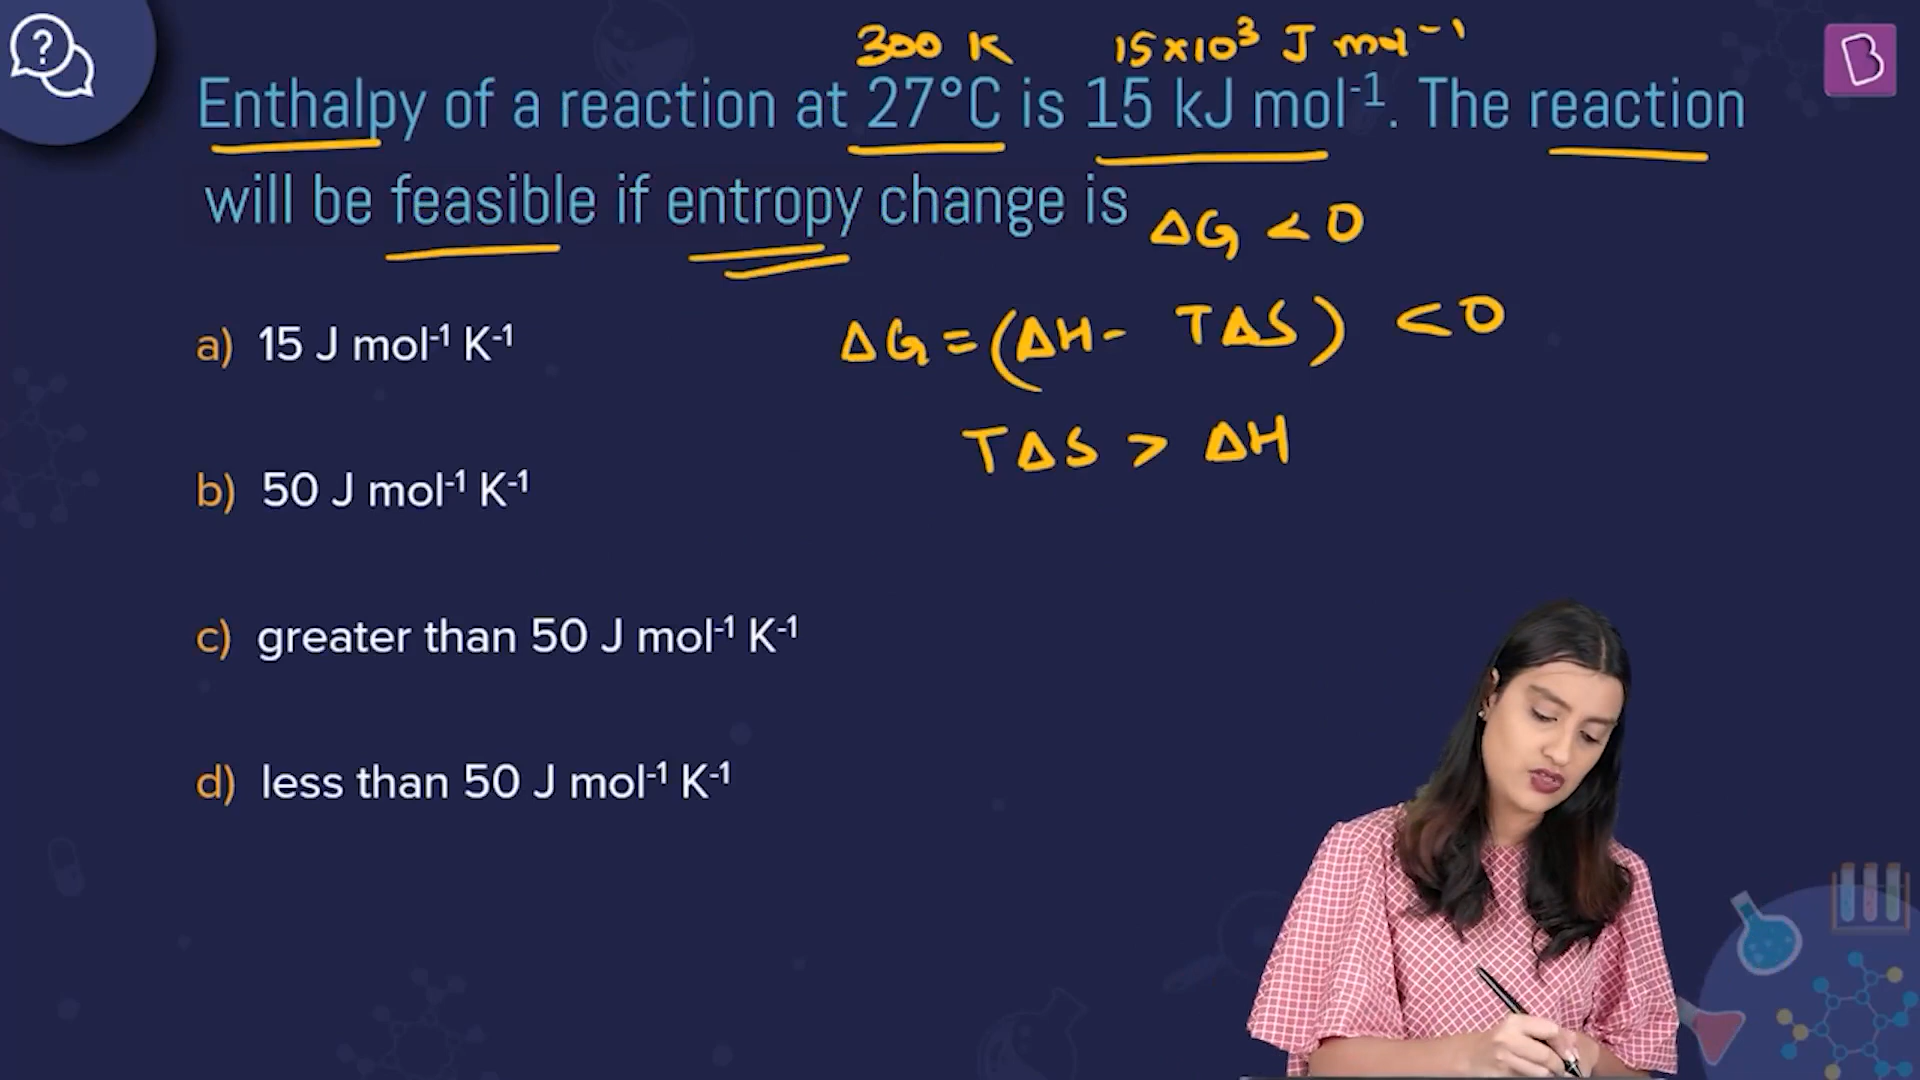 300 K 15×10³ J mol⁻¹
Enthalpy of a reaction at 27°C is 15 kJ mol⁻¹. The reaction
will be feasible if entropy change is
ΔG < 0
ΔG = (ΔH - TΔS) < 0
TΔS > ΔH
a) 15 J mol⁻¹ K⁻¹
b) 50 J mol⁻¹ K⁻¹
c) greater than 50 J mol⁻¹ K⁻¹
d) less than 50 J mol⁻¹ K⁻¹
?
B